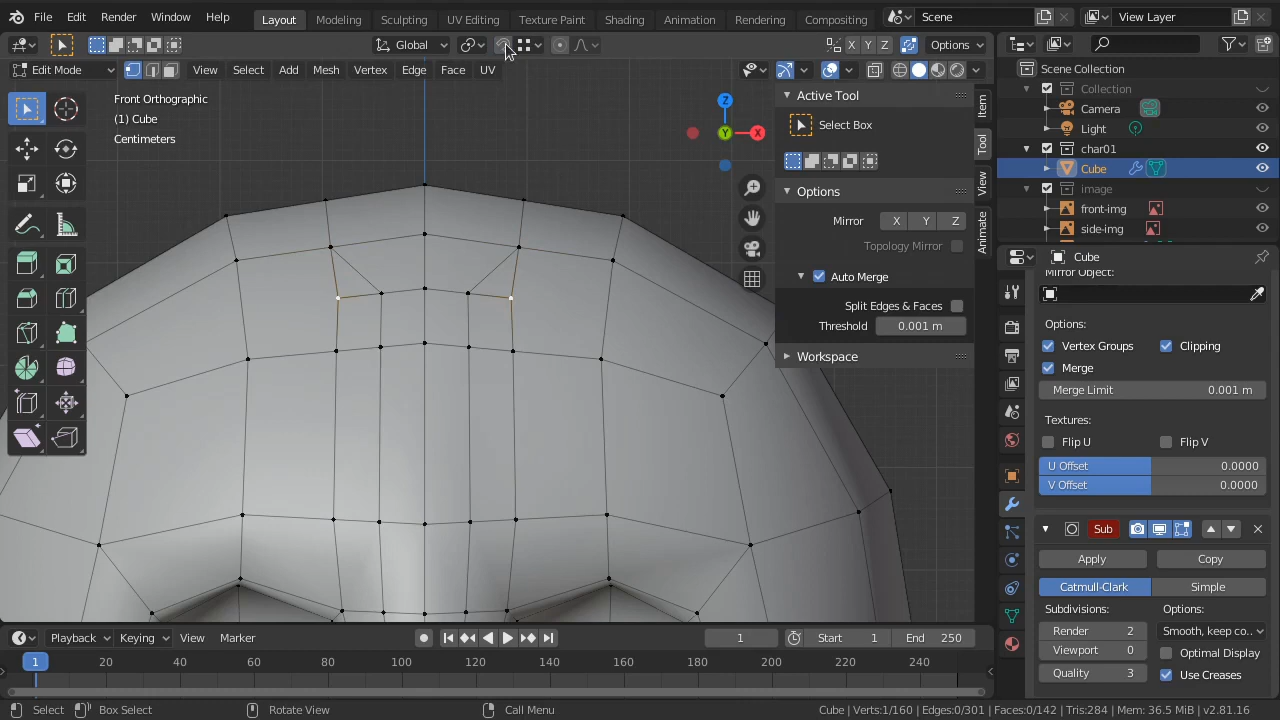 File Edit Render Window Help Layout Modeling Sculpting UV Editing Texture Paint Shading Animation Rendering Compositing Scene View Layer
Global X Y Z Options
Edit Mode View Select Add Mesh Vertex Edge Face UV
Front Orthographic
(1) Cube
Centimeters
Z
Y
X
Active Tool
Select Box
Options
Mirror X Y Z
Topology Mirror
Auto Merge
Split Edges & Faces
Threshold 0.001 m
Workspace
Item
Tool
View
Animate
Scene Collection
Collection
Camera
Light
char01
Cube
image
front-img
side-img
Cube
Mirror Object:
Options:
Vertex Groups Clipping
Merge
Merge Limit 0.001 m
Textures:
Flip U Flip V
U Offset 0.0000
V Offset 0.0000
Sub
Apply Copy
Catmull-Clark Simple
Subdivisions: Options:
Render 2 Smooth, keep co..
Viewport 0 Optimal Display
Quality 3 Use Creases
Playback Keying View Marker 1 Start 1 End 250
1 20 40 60 80 100 120 140 160 180 200 220 240
Select Box Select Rotate View Call Menu Cube | Verts:1/160 | Edges:0/301 | Faces:0/142 | Tris:284 | Mem: 36.5 MiB | v2.81.16